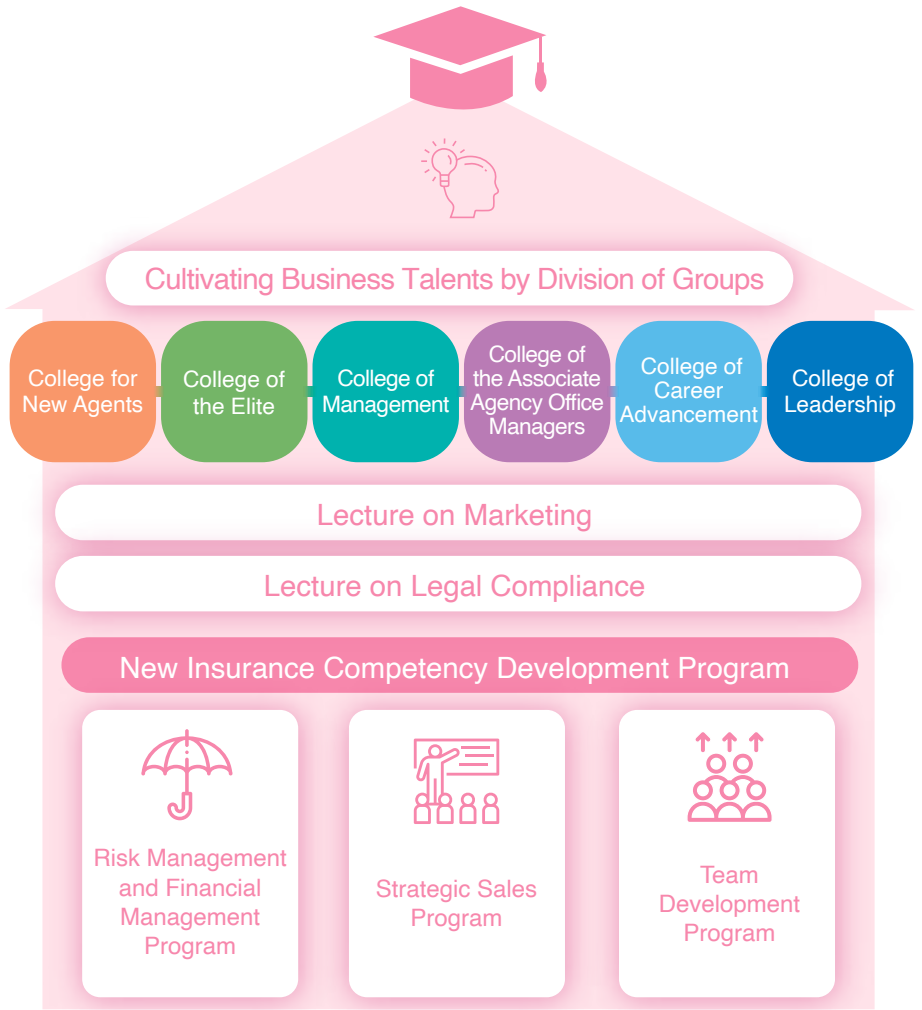 Cultivating Business Talents by Division of Groups
College for
New Agents
College of
the Elite
College of
Management
College of
the Associate
Agency Office
Managers
College of
Career
Advancement
College of
Leadership
Lecture on Marketing
Lecture on Legal Compliance
New Insurance Competency Development Program
Risk Management
and Financial
Management
Program
Strategic Sales
Program
Team
Development
Program